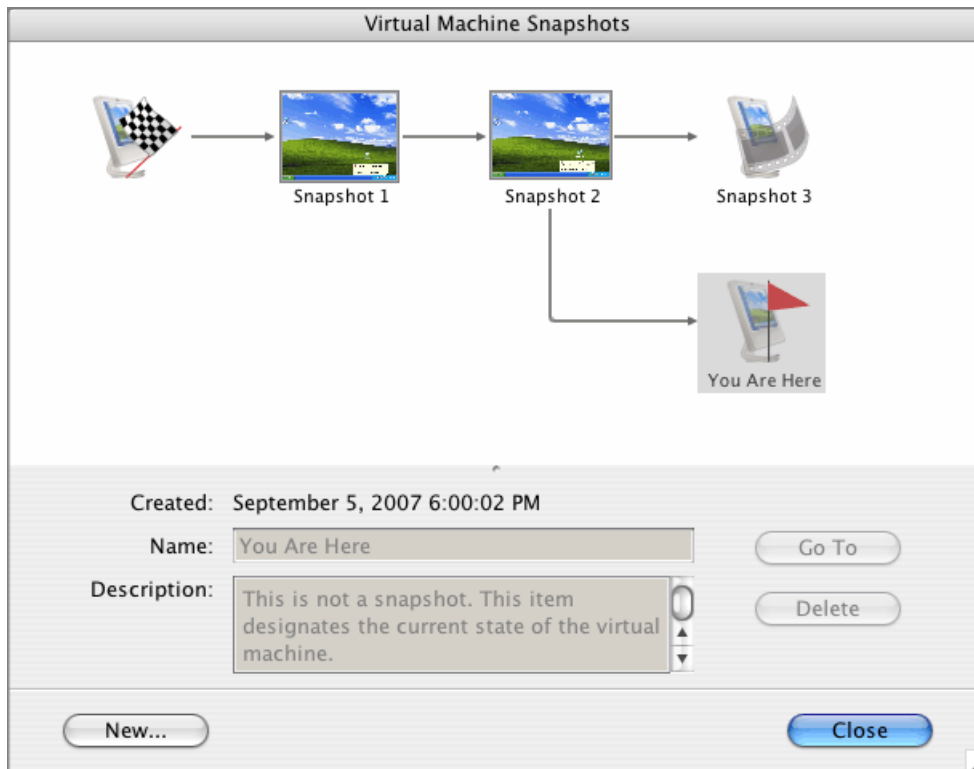 Virtual Machine Snapshots
Snapshot 1
Snapshot 2
Snapshot 3
You Are Here
Created: September 5, 2007 6:00:02 PM
Name: You Are Here
Go To
Description: This is not a snapshot. This item
designates the current state of the virtual
machine.
Delete
New...
Close